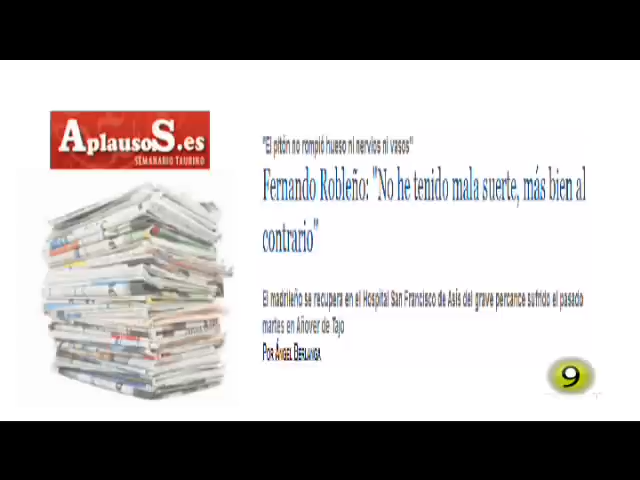 AplausoS.es
SEMANARIO TAURINO
"El pitón no rompió hueso ni nervios ni vasos"
Fernando Robleño: "No he tenido mala suerte, más bien al
contrario"
El madrileño se recupera en el Hospital San Francisco de Asís del grave percance sufrido el pasado
martes en Añover de Tajo
POR ÁNGEL BERLANGA
9